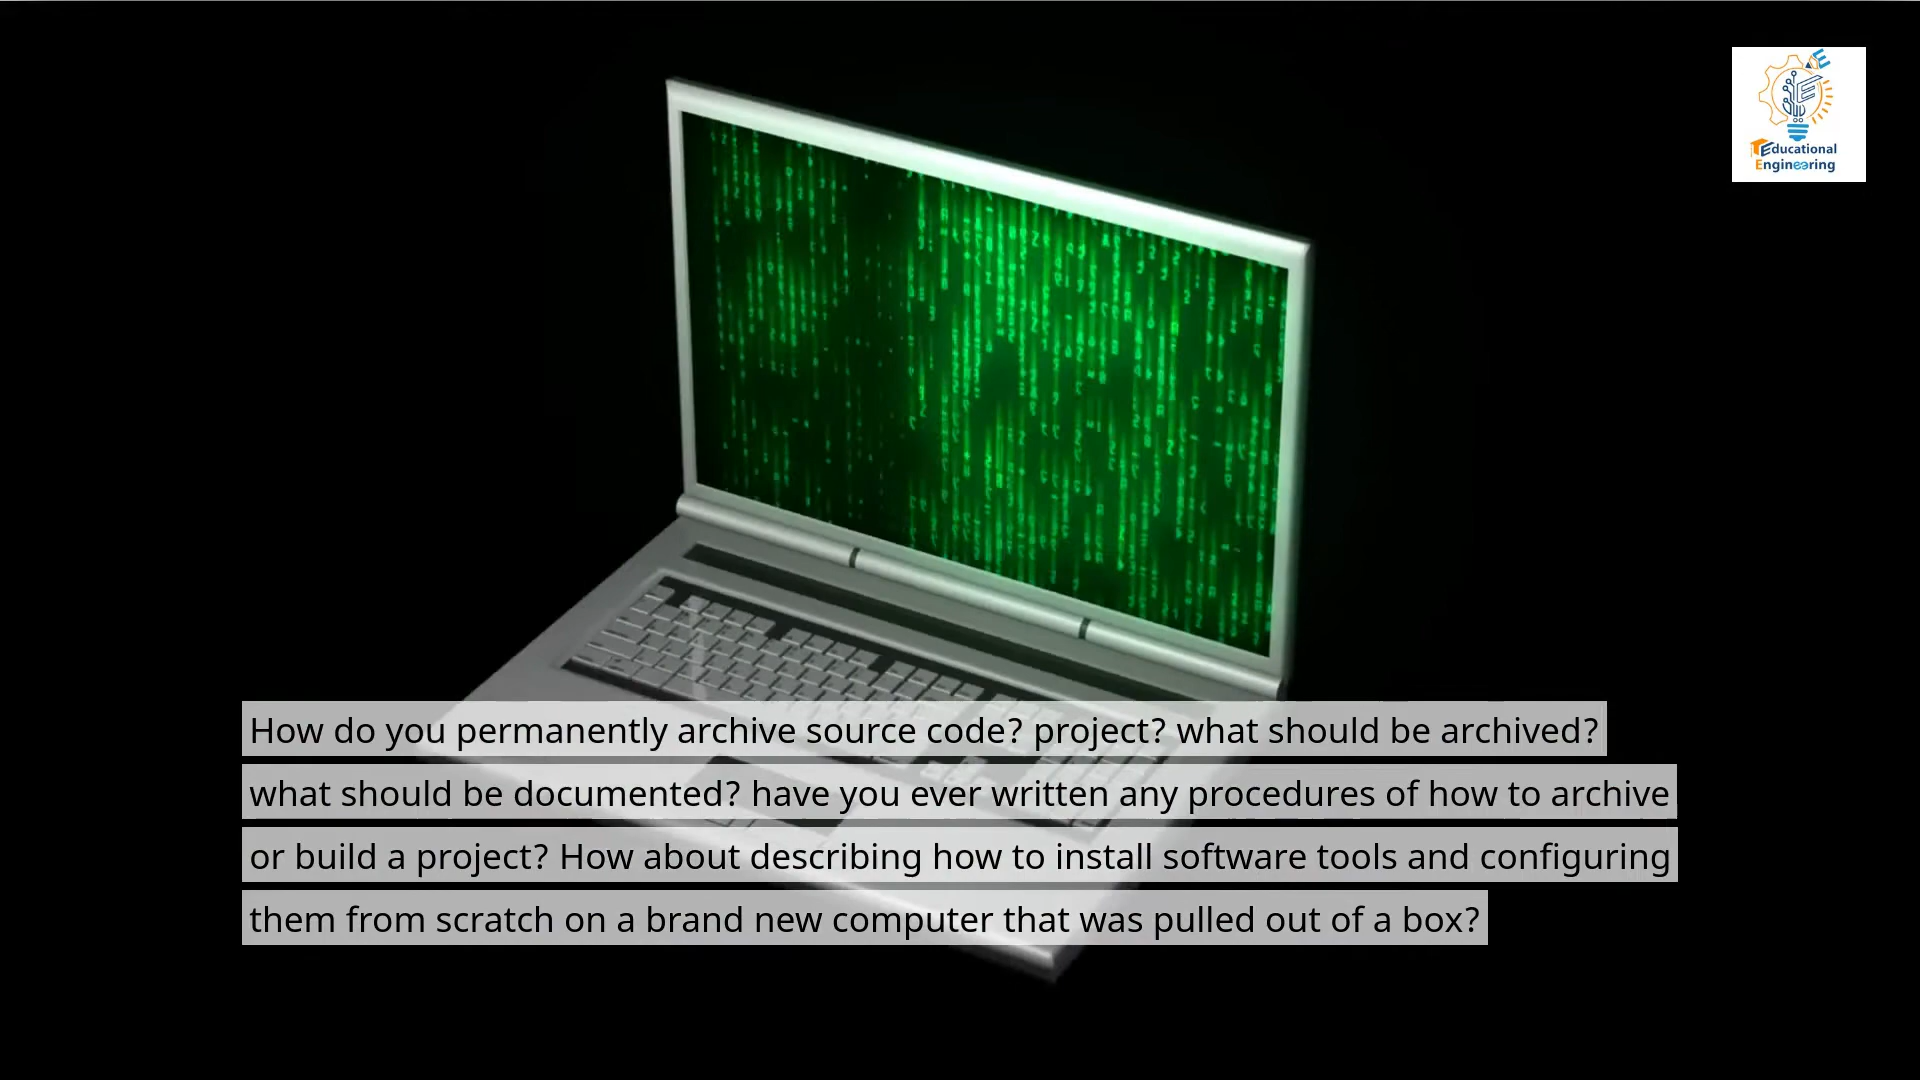 Educational
Engineering
How do you permanently archive source code? project? what should be archived?
what should be documented? have you ever written any procedures of how to archive
or build a project? How about describing how to install software tools and configuring
them from scratch on a brand new computer that was pulled out of a box?